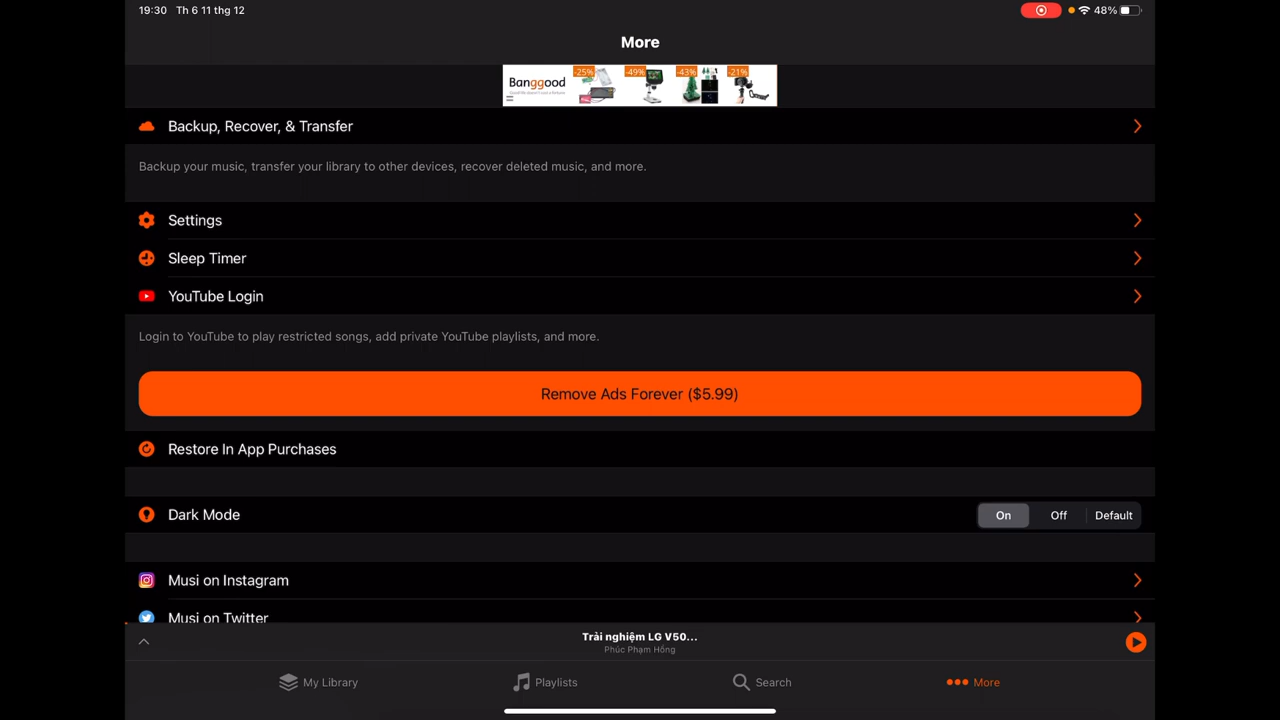 19:30 Th 6 11 thg 12
48%
More
Banggood
-25% -49% -43% -21%
Backup, Recover, & Transfer
Backup your music, transfer your library to other devices, recover deleted music, and more.
Settings
Sleep Timer
YouTube Login
Login to YouTube to play restricted songs, add private YouTube playlists, and more.
Remove Ads Forever ($5.99)
Restore In App Purchases
Dark Mode
On Off Default
Musi on Instagram
Musi on Twitter
Trải nghiệm LG V50...
Phúc Phạm Hồng
My Library Playlists Search More